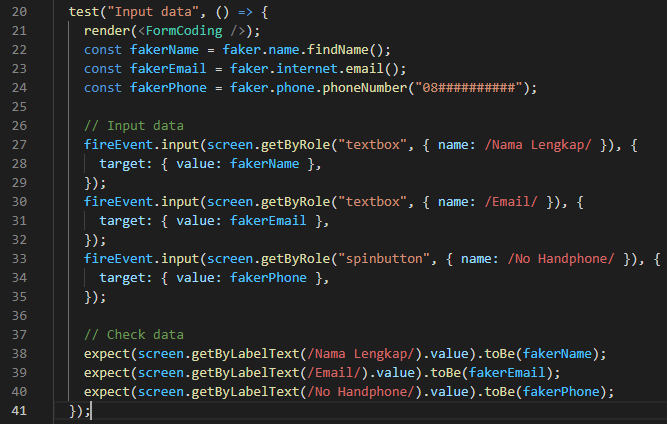 20 test("Input data", () => {
21 render(<FormCoding />);
22 const fakerName = faker.name.findName();
23 const fakerEmail = faker.internet.email();
24 const fakerPhone = faker.phone.phoneNumber("08##########");
25
26 // Input data
27 fireEvent.input(screen.getByRole("textbox", { name: /Nama Lengkap/ }), {
28 target: { value: fakerName },
29 });
30 fireEvent.input(screen.getByRole("textbox", { name: /Email/ }), {
31 target: { value: fakerEmail },
32 });
33 fireEvent.input(screen.getByRole("spinbutton", { name: /No Handphone/ }), {
34 target: { value: fakerPhone },
35 });
36
37 // Check data
38 expect(screen.getByLabelText(/Nama Lengkap/).value).toBe(fakerName);
39 expect(screen.getByLabelText(/Email/).value).toBe(fakerEmail);
40 expect(screen.getByLabelText(/No Handphone/).value).toBe(fakerPhone);
41 });